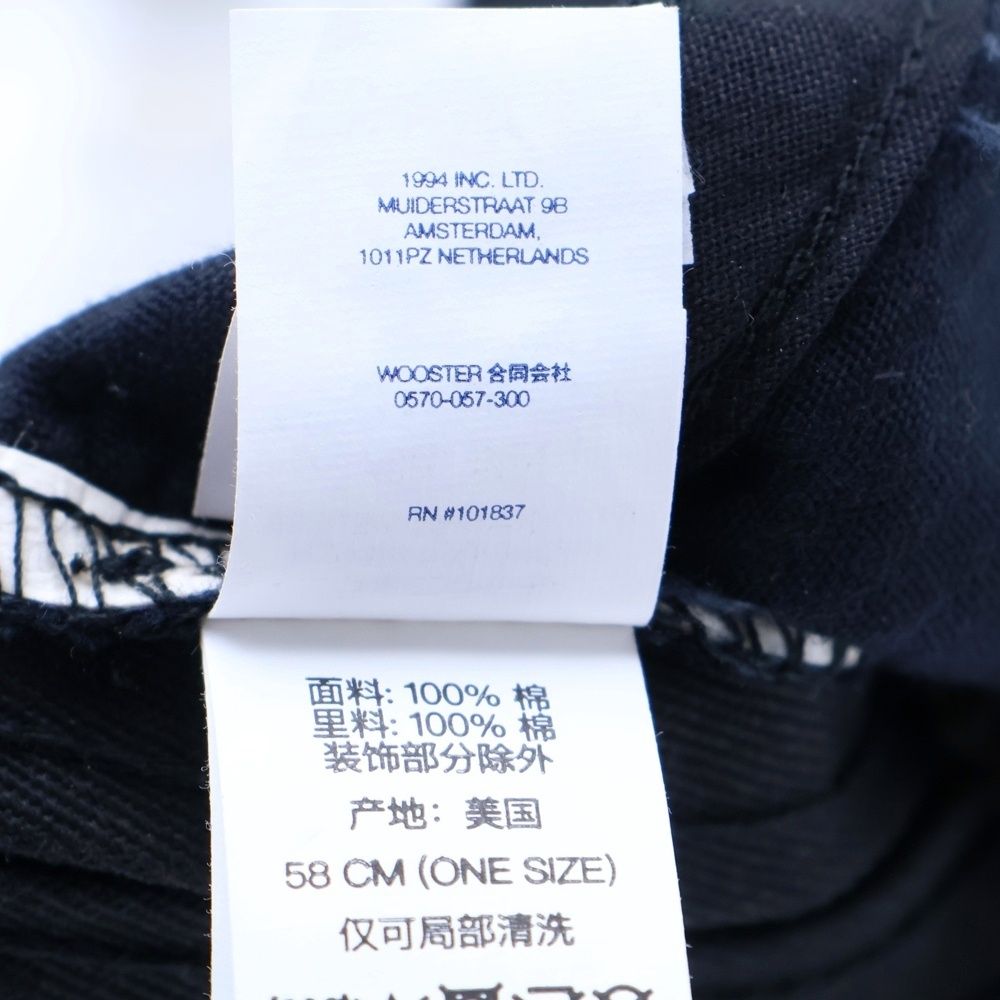 1994 INC. LTD.
MUIDERSTRAAT 9B
AMSTERDAM,
1011PZ NETHERLANDS
WOOSTER 合同会社
0570-057-300
RN #101837
面料: 100% 棉
里料: 100% 棉
装饰部分除外
产地: 美国
58 CM (ONE SIZE)
仅可局部清洗